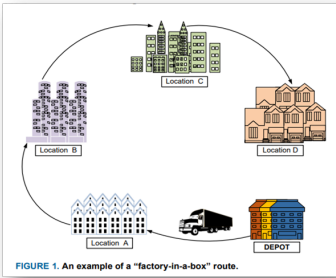 Location C
Location B
Location D
Location A
DEPOT
FIGURE 1. An example of a “factory-in-a-box” route.